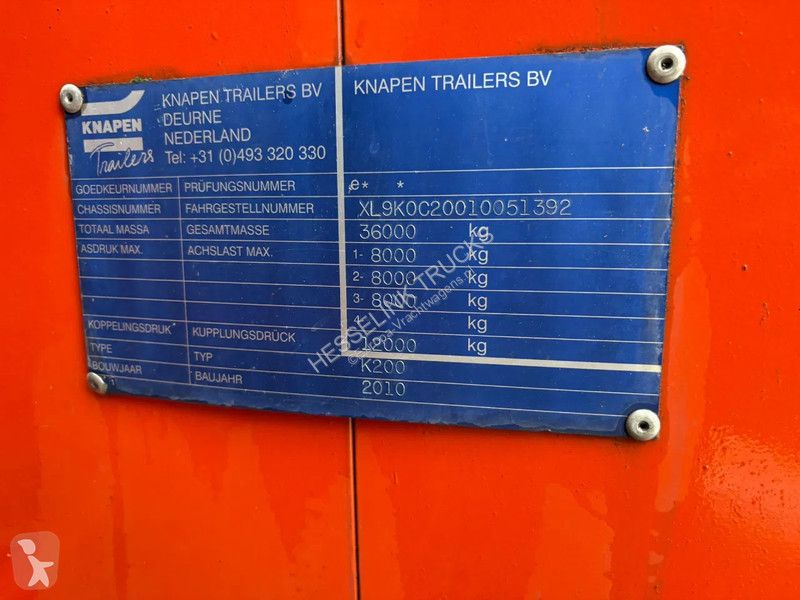 KNAPEN
Trailers
KNAPEN TRAILERS BV
DEURNE
NEDERLAND
Tel: +31 (0)493 320 330
KNAPEN TRAILERS BV
GOEDKEURNUMMER PRÜFUNGSNUMMER e* *
CHASSISNUMMER FAHRGESTELLNUMMER XL9K0C20010051392
TOTAAL MASSA GESAMTMASSE 36000 kg
ASDRUK MAX. ACHSLAST MAX. 1- 8000 kg
2- 8000 kg
3- 8000 kg
4- kg
KOPPELINGSDRUK KUPPLUNGSDRÜCK 12000 kg
TYPE TYP K200
BOUWJAAR BAUJAHR 2010
HESSELINK TRUCKS
Vrachtwagens.nl